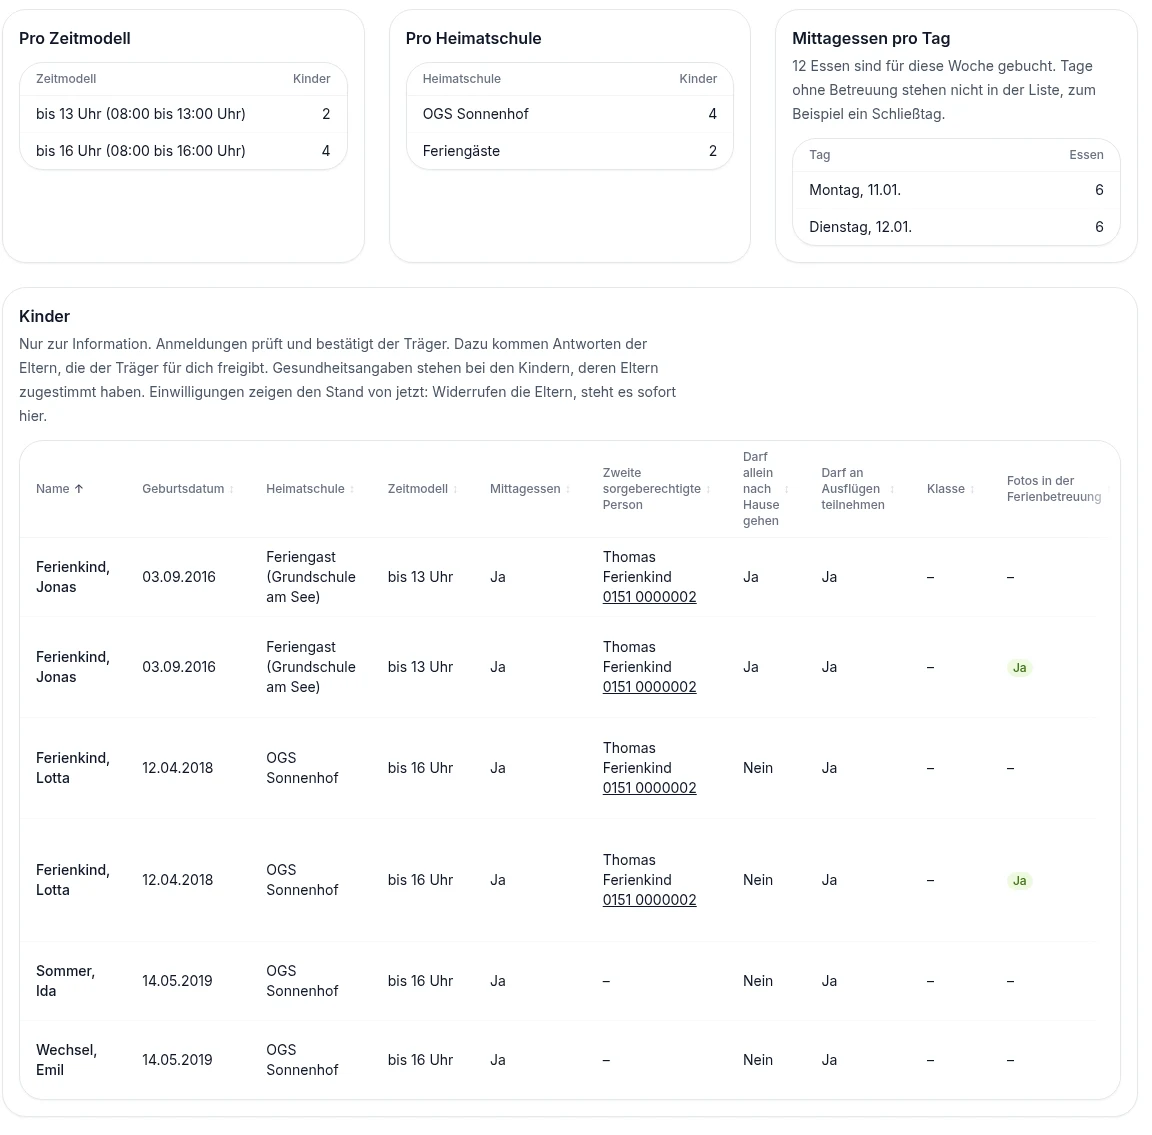 Pro Zeitmodell
Zeitmodell Kinder
bis 13 Uhr (08:00 bis 13:00 Uhr) 2
bis 16 Uhr (08:00 bis 16:00 Uhr) 4
Pro Heimatschule
Heimatschule Kinder
OGS Sonnenhof 4
Feriengäste 2
Mittagessen pro Tag
12 Essen sind für diese Woche gebucht. Tage
ohne Betreuung stehen nicht in der Liste, zum
Beispiel ein Schließtag.
Tag Essen
Montag, 11.01. 6
Dienstag, 12.01. 6
Kinder
Nur zur Information. Anmeldungen prüft und bestätigt der Träger. Dazu kommen Antworten der
Eltern, die der Träger für dich freigibt. Gesundheitsangaben stehen bei den Kindern, deren Eltern
zugestimmt haben. Einwilligungen zeigen den Stand von jetzt: Widerrufen die Eltern, steht es sofort
hier.
Name ↑
Geburtsdatum ↕
Heimatschule ↕
Zeitmodell ↕
Mittagessen ↕
Zweite
sorgeberechtigte ↕
Person
Darf
allein
nach ↕
Hause
gehen
Darf an
Ausflügen ↕
teilnehmen
Klasse ↕
Fotos in der
Ferienbetreuung
Ferienkind,
Jonas
03.09.2016
Feriengast
(Grundschule
am See)
bis 13 Uhr
Ja
Thomas
Ferienkind
0151 0000002
Ja
Ja
–
–
Ferienkind,
Jonas
03.09.2016
Feriengast
(Grundschule
am See)
bis 13 Uhr
Ja
Thomas
Ferienkind
0151 0000002
Ja
Ja
–
Ja
Ferienkind,
Lotta
12.04.2018
OGS
Sonnenhof
bis 16 Uhr
Ja
Thomas
Ferienkind
0151 0000002
Nein
Ja
–
–
Ferienkind,
Lotta
12.04.2018
OGS
Sonnenhof
bis 16 Uhr
Ja
Thomas
Ferienkind
0151 0000002
Nein
Ja
–
Ja
Sommer,
Ida
14.05.2019
OGS
Sonnenhof
bis 16 Uhr
Ja
–
Nein
Ja
–
–
Wechsel,
Emil
14.05.2019
OGS
Sonnenhof
bis 16 Uhr
Ja
–
Nein
Ja
–
–